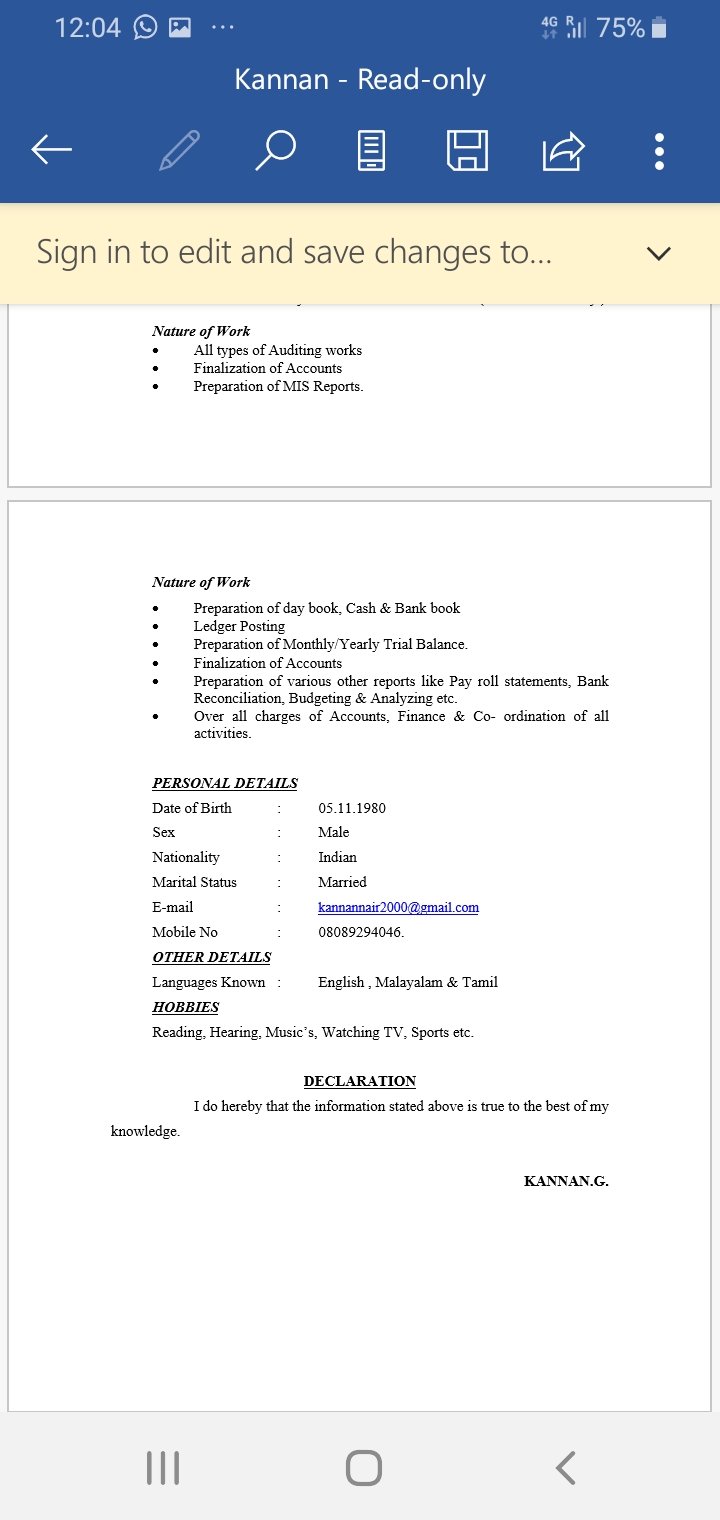 12:04
4G R 75%
Kannan - Read-only
Sign in to edit and save changes to...
Nature of Work
• All types of Auditing works
• Finalization of Accounts
• Preparation of MIS Reports.
Nature of Work
• Preparation of day book, Cash & Bank book
• Ledger Posting
• Preparation of Monthly/Yearly Trial Balance.
• Finalization of Accounts
• Preparation of various other reports like Pay roll statements, Bank
Reconciliation, Budgeting & Analyzing etc.
• Over all charges of Accounts, Finance & Co- ordination of all
activities.
PERSONAL DETAILS
Date of Birth : 05.11.1980
Sex : Male
Nationality : Indian
Marital Status : Married
E-mail : kannannair2000@gmail.com
Mobile No : 08089294046.
OTHER DETAILS
Languages Known : English , Malayalam & Tamil
HOBBIES
Reading, Hearing, Music's, Watching TV, Sports etc.
DECLARATION
I do hereby that the information stated above is true to the best of my
knowledge.
KANNAN.G.